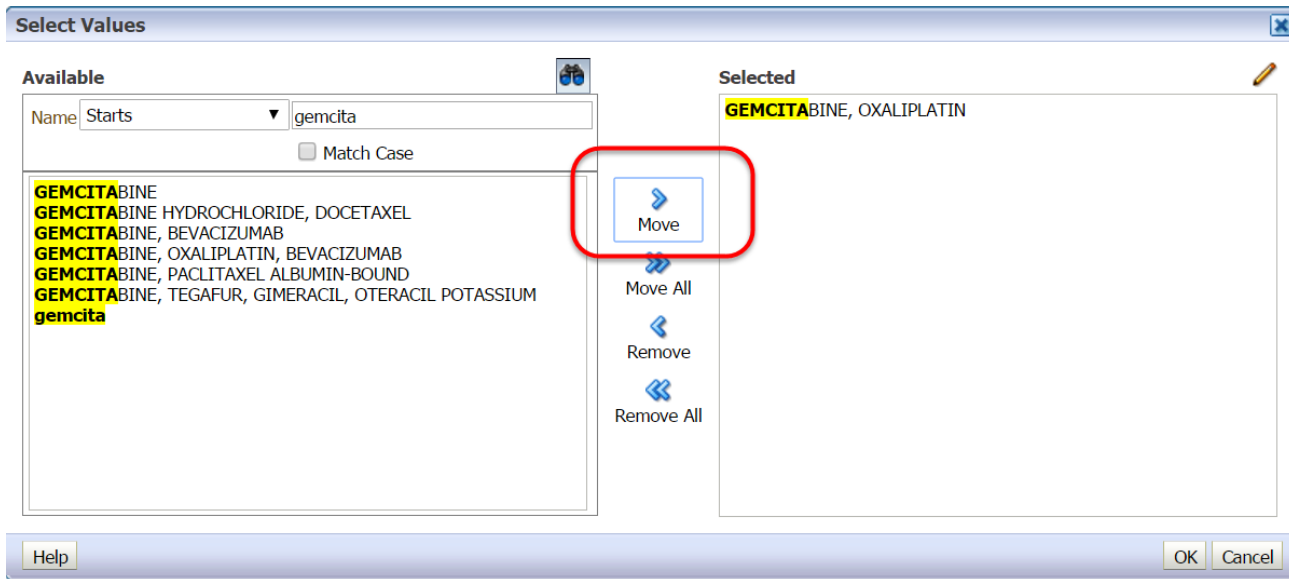 Select Values
Available
Name Starts gemcita
Match Case
GEMCITABINE
GEMCITABINE HYDROCHLORIDE, DOCETAXEL
GEMCITABINE, BEVACIZUMAB
GEMCITABINE, OXALIPLATIN, BEVACIZUMAB
GEMCITABINE, PACLITAXEL ALBUMIN-BOUND
GEMCITABINE, TEGAFUR, GIMERACIL, OTERACIL POTASSIUM
gemcita
Move
Move All
Remove
Remove All
Selected
GEMCITABINE, OXALIPLATIN
Help
OK Cancel